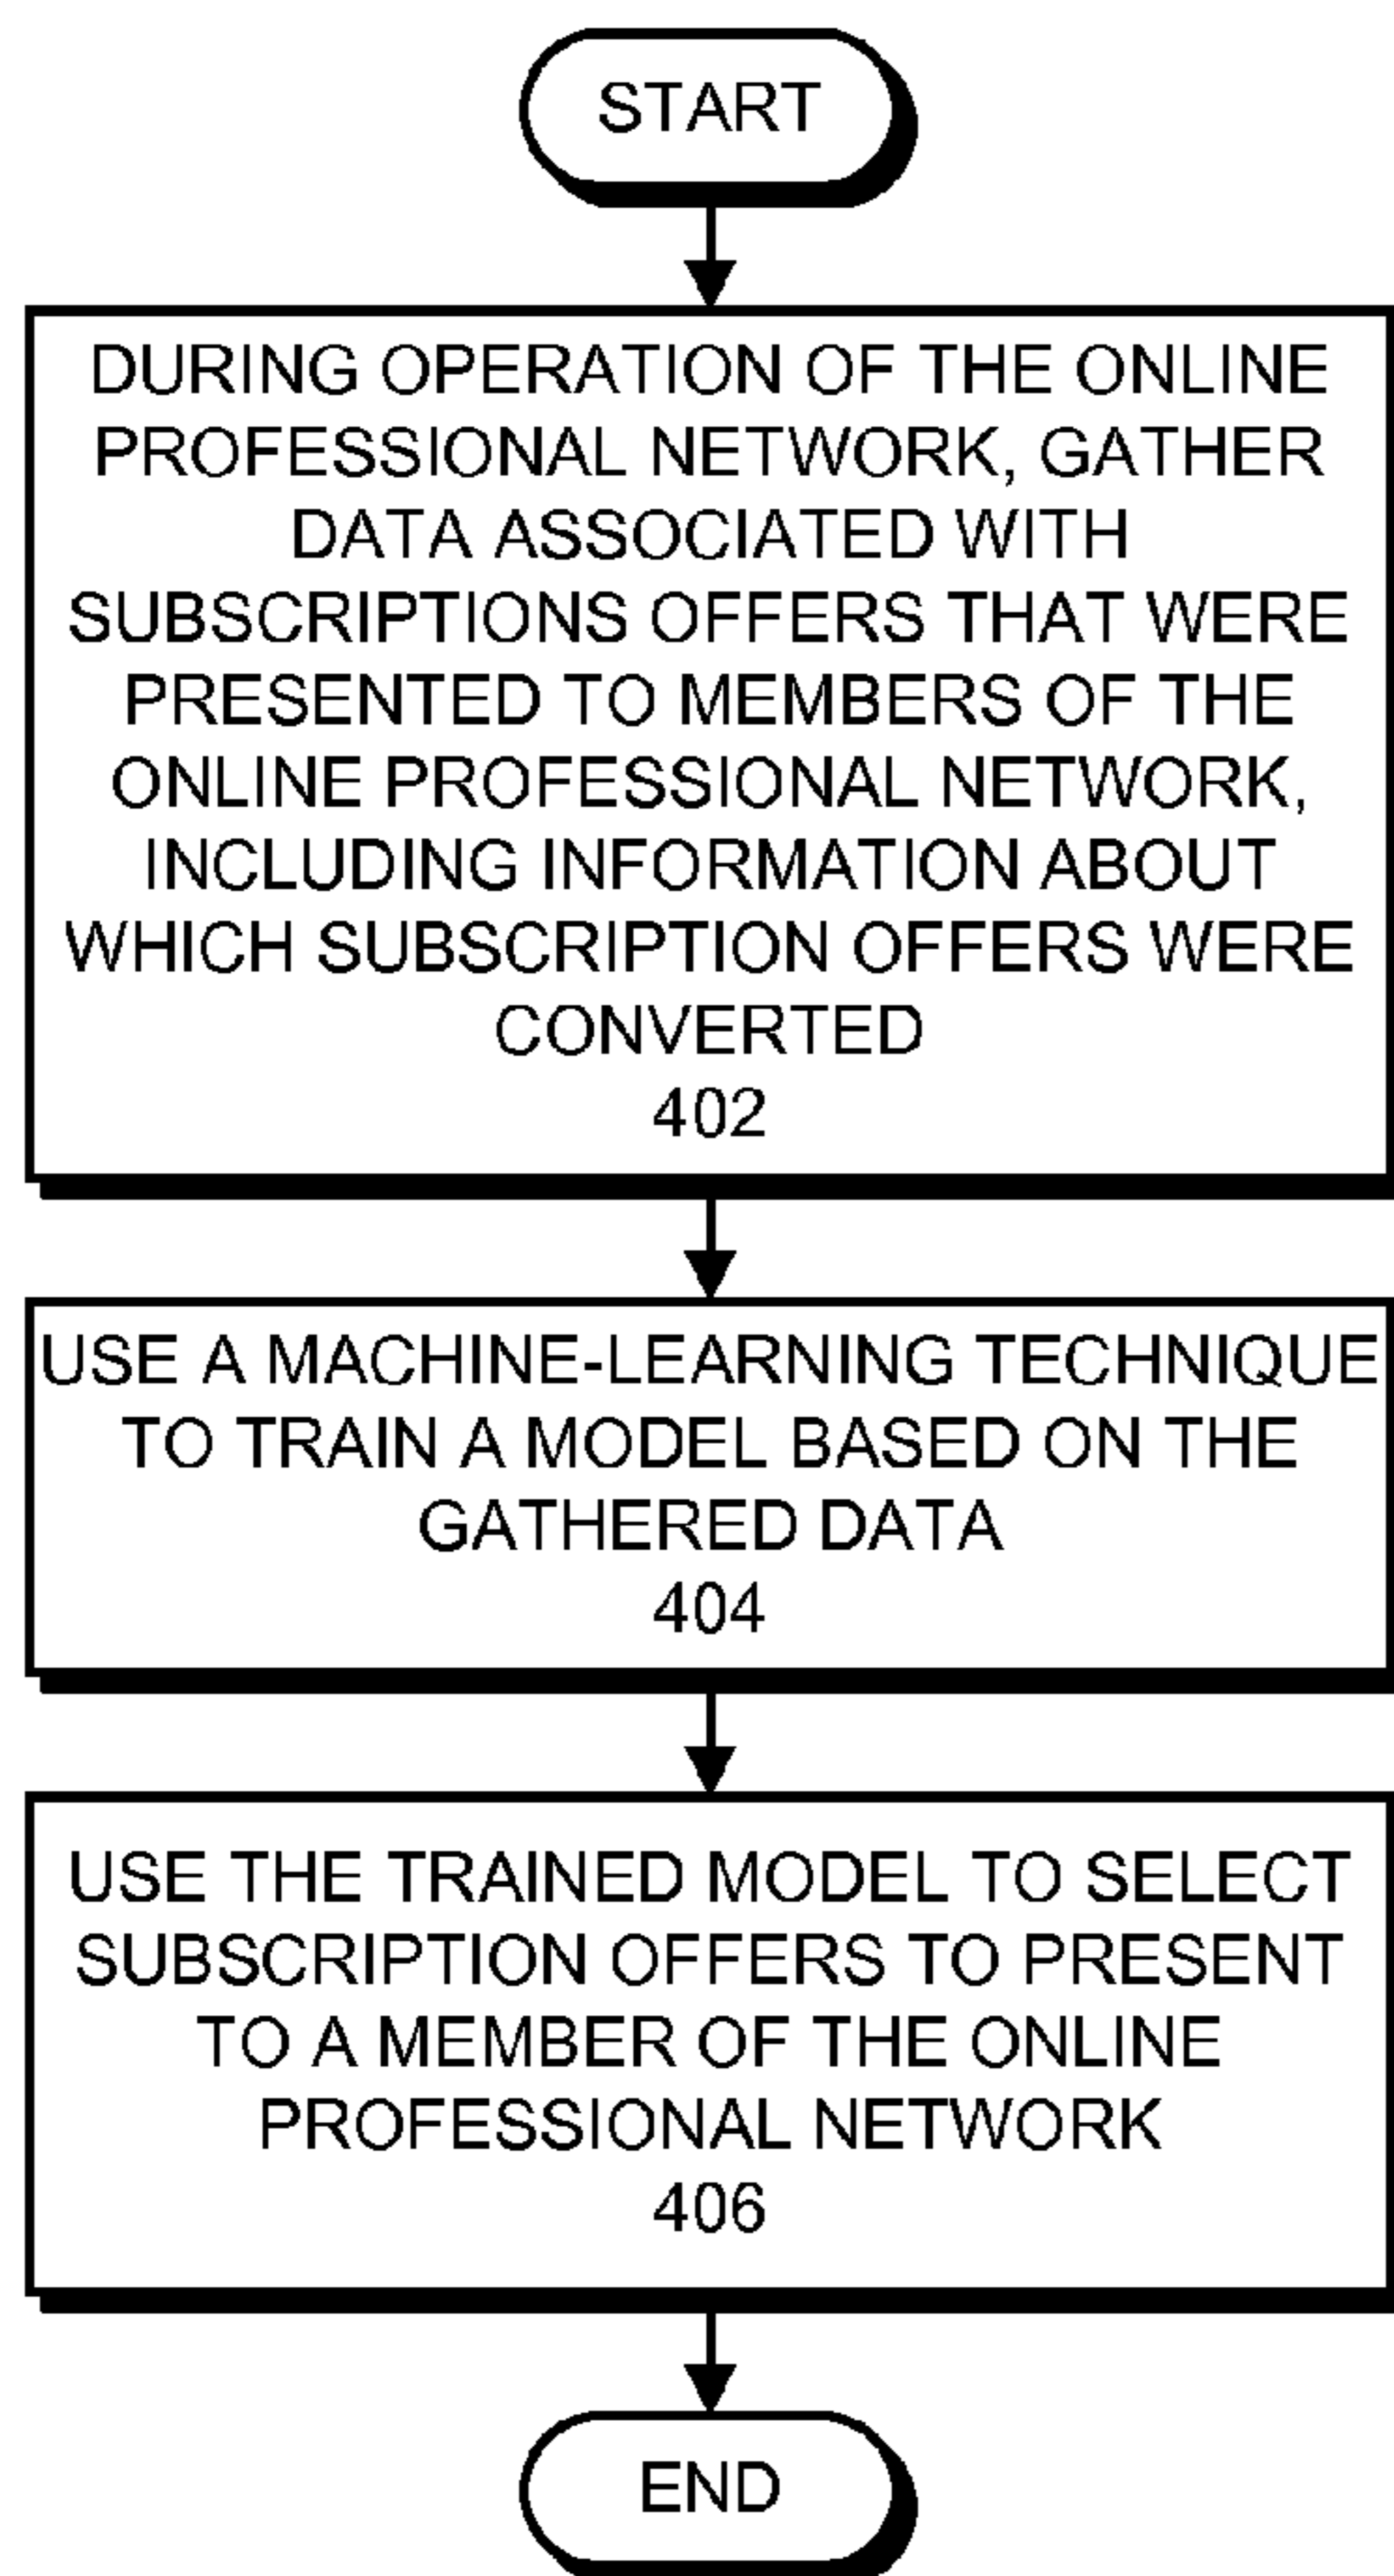 START
DURING OPERATION OF THE ONLINE
PROFESSIONAL NETWORK, GATHER
DATA ASSOCIATED WITH
SUBSCRIPTIONS OFFERS THAT WERE
PRESENTED TO MEMBERS OF THE
ONLINE PROFESSIONAL NETWORK,
INCLUDING INFORMATION ABOUT
WHICH SUBSCRIPTION OFFERS WERE
CONVERTED
402
USE A MACHINE-LEARNING TECHNIQUE
TO TRAIN A MODEL BASED ON THE
GATHERED DATA
404
USE THE TRAINED MODEL TO SELECT
SUBSCRIPTION OFFERS TO PRESENT
TO A MEMBER OF THE ONLINE
PROFESSIONAL NETWORK
406
END